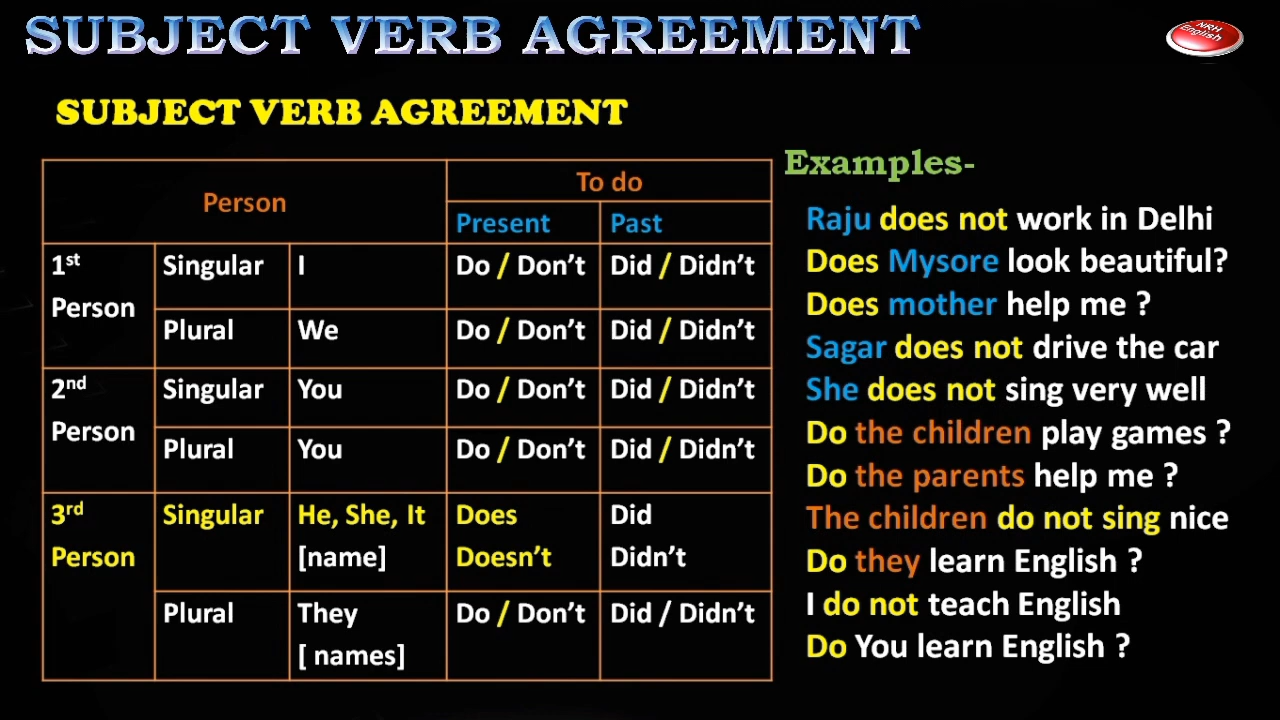 SUBJECT VERB AGREEMENT
NRH
English
SUBJECT VERB AGREEMENT
Person
To do
Present Past
1st Person Singular I Do / Don't Did / Didn't
Plural We Do / Don't Did / Didn't
2nd Person Singular You Do / Don't Did / Didn't
Plural You Do / Don't Did / Didn't
3rd Person Singular He, She, It Does Did
[name] Doesn't Didn't
Plural They Do / Don't Did / Didn't
[ names]
Examples-
Raju does not work in Delhi
Does Mysore look beautiful?
Does mother help me ?
Sagar does not drive the car
She does not sing very well
Do the children play games ?
Do the parents help me ?
The children do not sing nice
Do they learn English ?
I do not teach English
Do You learn English ?